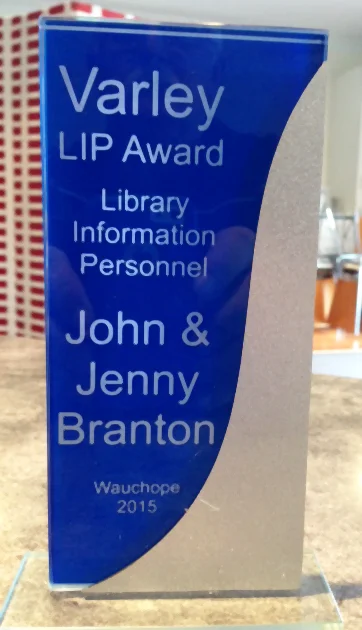 Varley
LIP Award
Library
Information
Personnel
John &
Jenny
Branton
Wauchope
2015